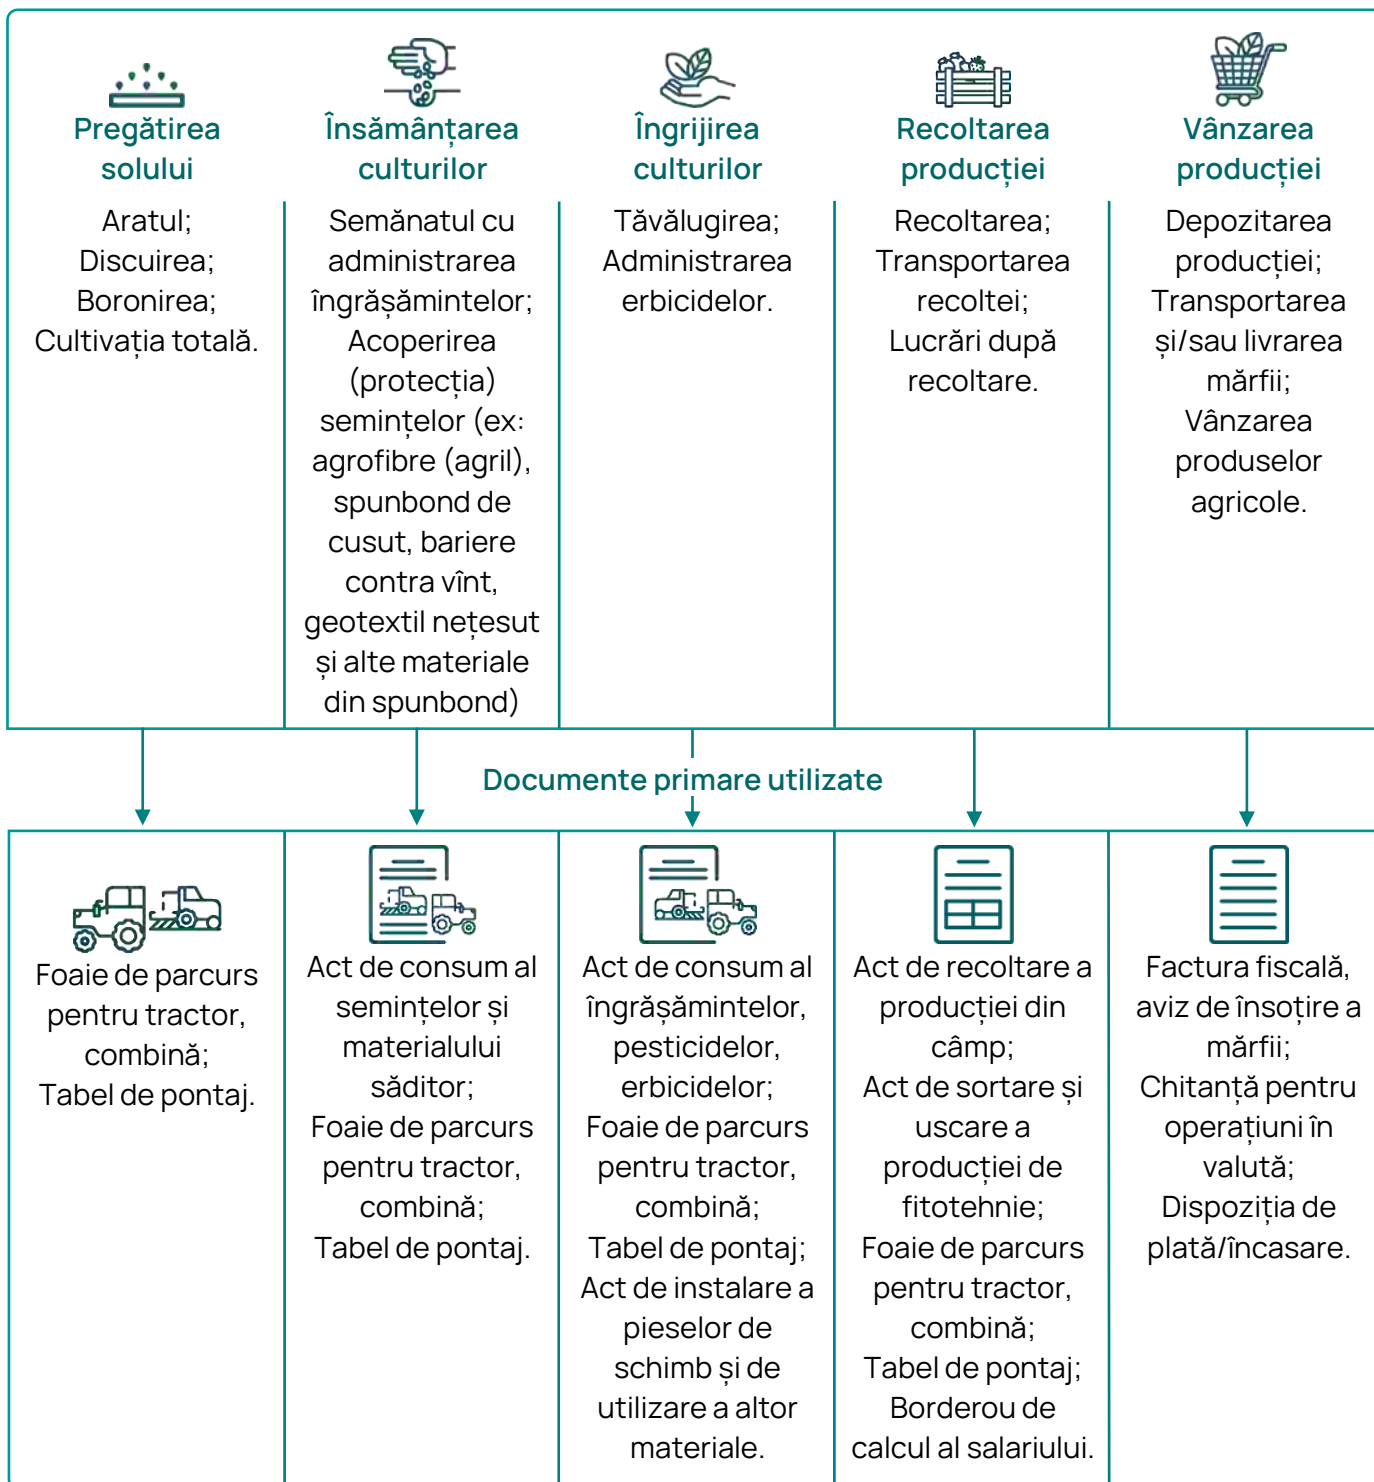 Pregătirea
solului
Aratul;
Discuirea;
Boronirea;
Cultivația totală.
Însămânțarea
culturilor
Semănatul cu
administrarea
îngrășămintelor;
Acoperirea
(protecția)
semințelor (ex:
agrofibre (agril),
spunbond de
cusut, bariere
contra vînt,
geotextil nețesut
și alte materiale
din spunbond)
Îngrijirea
culturilor
Tăvălugirea;
Administrarea
erbicidelor.
Recoltarea
producției
Recoltarea;
Transportarea
recoltei;
Lucrări după
recoltare.
Vânzarea
producției
Depozitarea
producției;
Transportarea
și/sau livrarea
mărfii;
Vânzarea
produselor
agricole.
Documente primare utilizate
Foaie de parcurs
pentru tractor,
combină;
Tabel de pontaj.
Act de consum al
semințelor și
materialului
săditor;
Foaie de parcurs
pentru tractor,
combină;
Tabel de pontaj.
Act de consum al
îngrășămintelor,
pesticidelor,
erbicidelor;
Foaie de parcurs
pentru tractor,
combină;
Tabel de pontaj;
Act de instalare a
pieselor de
schimb și de
utilizare a altor
materiale.
Act de recoltare a
producției din
câmp;
Act de sortare și
uscare a
producției de
fitotehnie;
Foaie de parcurs
pentru tractor,
combină;
Tabel de pontaj;
Borderou de
calcul al salariului.
Factura fiscală,
aviz de însoțire a
mărfii;
Chitanță pentru
operațiuni în
valută;
Dispoziția de
plată/încasare.